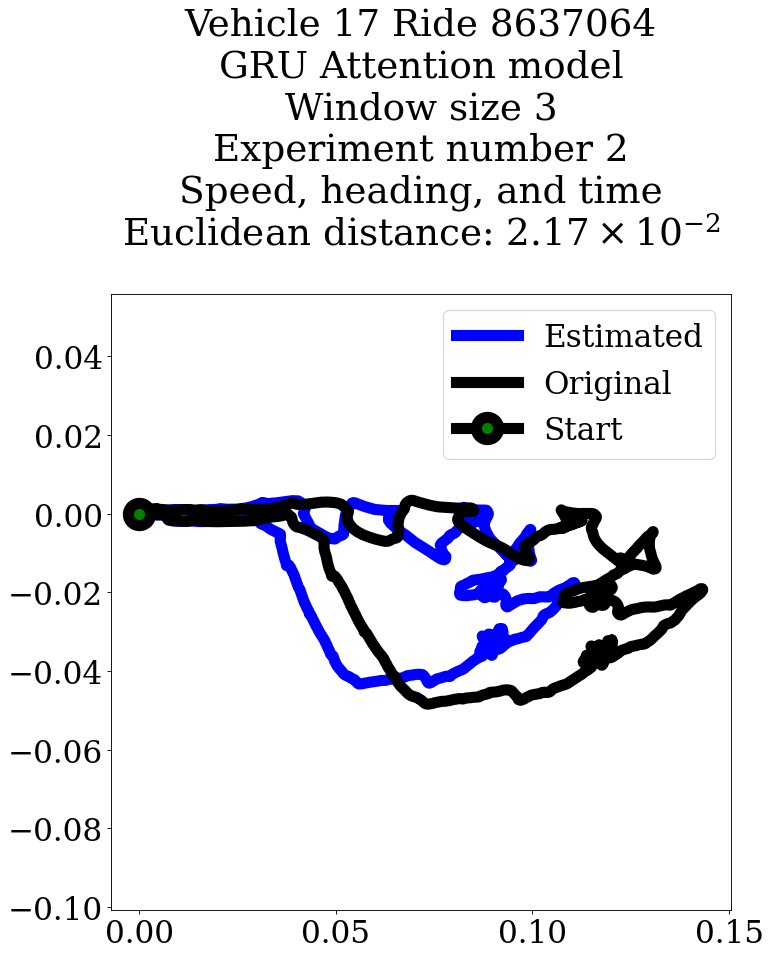 Vehicle 17 Ride 8637064
GRU Attention model
Window size 3
Experiment number 2
Speed, heading, and time
Euclidean distance: 2.17 × 10⁻²
Estimated
Original
Start
0.04
0.02
0.00
−0.02
−0.04
−0.06
−0.08
−0.10
0.00 0.05 0.10 0.15